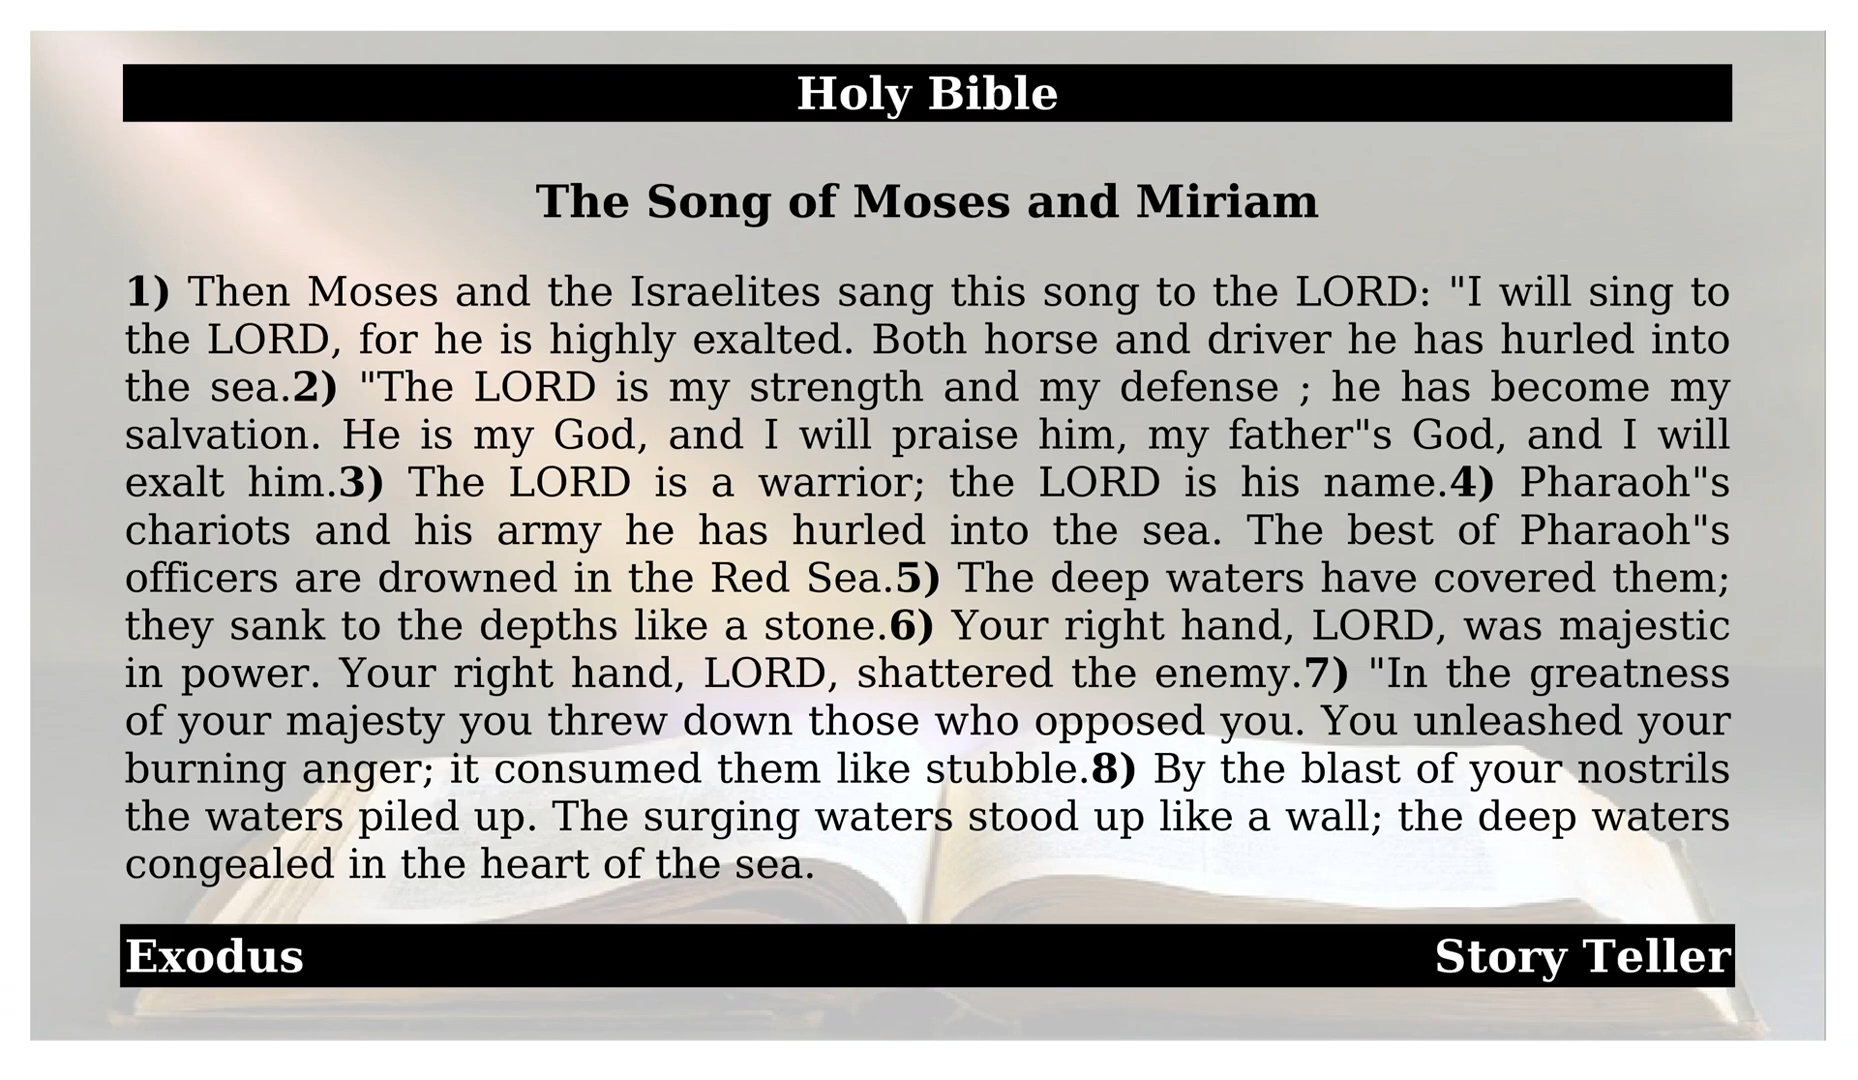 Holy Bible
The Song of Moses and Miriam
1) Then Moses and the Israelites sang this song to the LORD: "I will sing to
the LORD, for he is highly exalted. Both horse and driver he has hurled into
the sea.2) "The LORD is my strength and my defense ; he has become my
salvation. He is my God, and I will praise him, my father"s God, and I will
exalt him.3) The LORD is a warrior; the LORD is his name.4) Pharaoh"s
chariots and his army he has hurled into the sea. The best of Pharaoh"s
officers are drowned in the Red Sea.5) The deep waters have covered them;
they sank to the depths like a stone.6) Your right hand, LORD, was majestic
in power. Your right hand, LORD, shattered the enemy.7) "In the greatness
of your majesty you threw down those who opposed you. You unleashed your
burning anger; it consumed them like stubble.8) By the blast of your nostrils
the waters piled up. The surging waters stood up like a wall; the deep waters
congealed in the heart of the sea.
Exodus Story Teller